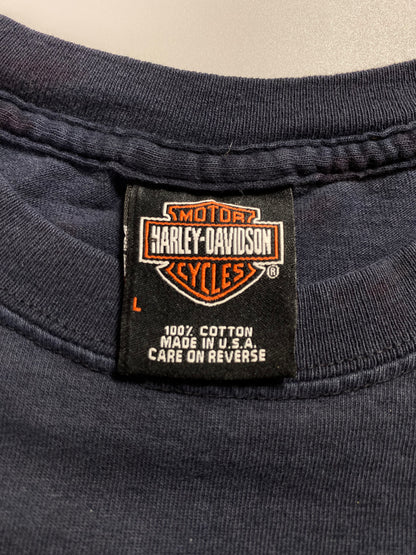 MOTOR
HARLEY-DAVIDSON
CYCLES
®
L
100% COTTON
MADE IN U.S.A.
CARE ON REVERSE